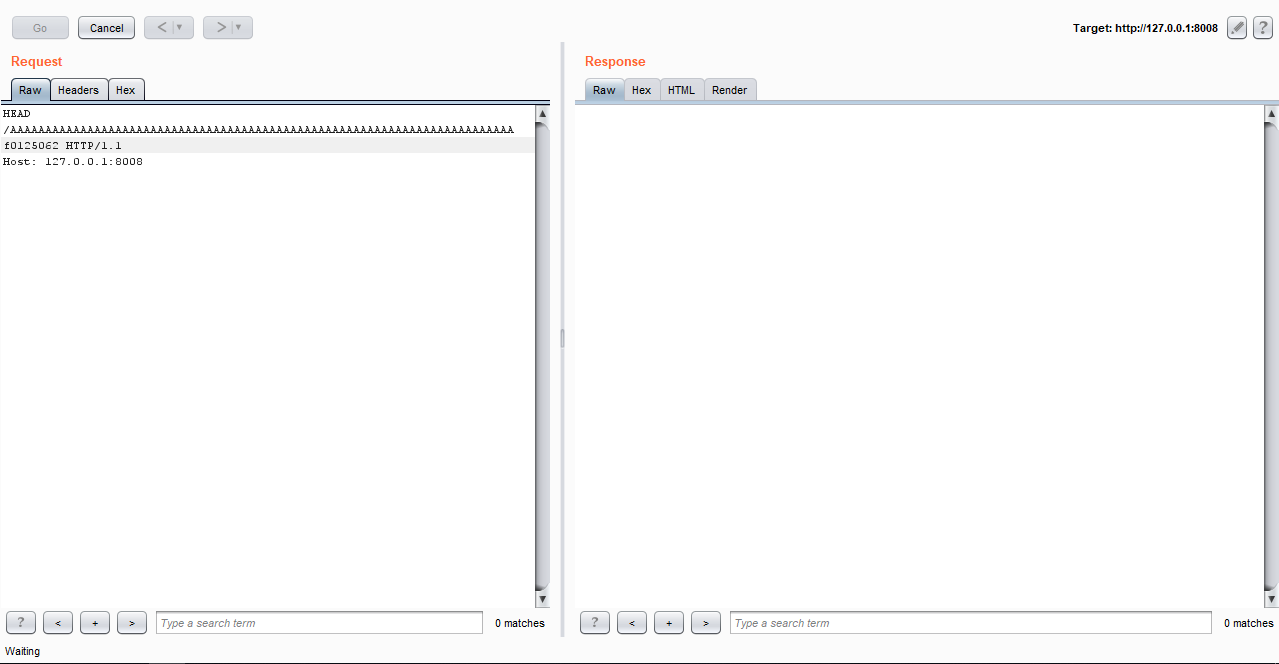 Go Cancel < >
Target: http://127.0.0.1:8008 ?
Request
Raw Headers Hex
HEAD
/AAAAAAAAAAAAAAAAAAAAAAAAAAAAAAAAAAAAAAAAAAAAAAAAAAAAAAAAAAAAAAAAAAAAAAAA
f0125062 HTTP/1.1
Host: 127.0.0.1:8008
? < + > Type a search term 0 matches
Response
Raw Hex HTML Render
? < + > Type a search term 0 matches
Waiting